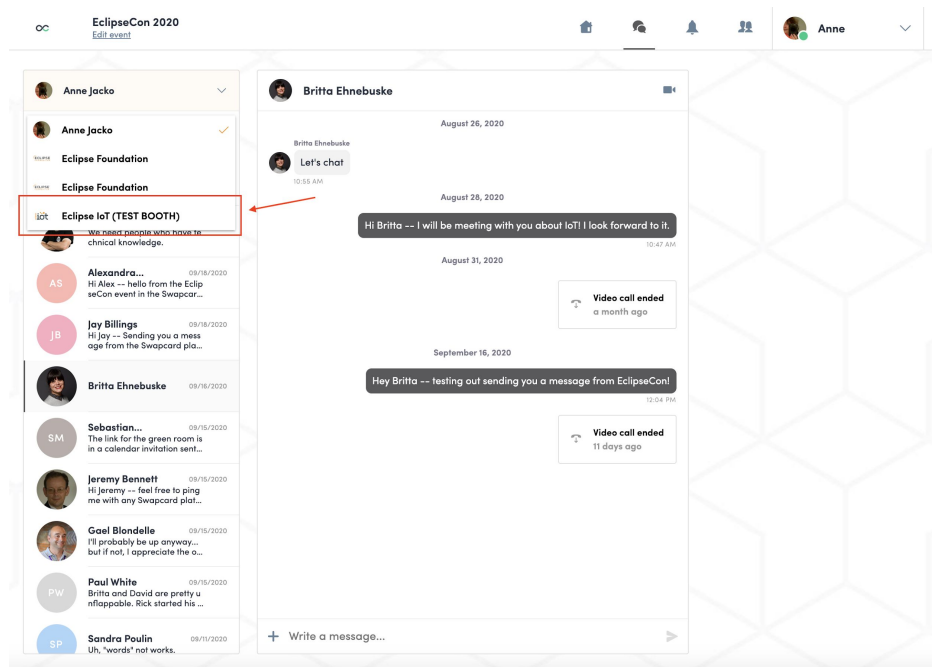 EclipseCon 2020
Edit event
Anne
Anne Jacko
Anne Jacko
Eclipse Foundation
Eclipse Foundation
Eclipse IoT (TEST BOOTH)
We need people who have te
chnical knowledge.
AS
Alexandra... 09/18/2020
Hi Alex -- hello from the Eclip
seCon event in the Swapcar...
JB
Jay Billings 09/18/2020
Hi Jay -- Sending you a mess
age from the Swapcard pla...
Britta Ehnebuske 09/16/2020
SM
Sebastian... 09/15/2020
The link for the green room is
in a calendar invitation sent...
Jeremy Bennett 09/15/2020
Hi Jeremy -- feel free to ping
me with any Swapcard plat...
Gael Blondelle 09/15/2020
I'll probably be up anyway...
but if not, I appreciate the o...
PW
Paul White 09/15/2020
Britta and David are pretty u
nflappable. Rick started his ...
SP
Sandra Poulin 09/11/2020
Uh, "words" not works.
Britta Ehnebuske
August 26, 2020
Britta Ehnebuske
Let's chat
10:55 AM
August 28, 2020
Hi Britta -- I will be meeting with you about IoT! I look forward to it.
10:47 AM
August 31, 2020
Video call ended
a month ago
September 16, 2020
Hey Britta -- testing out sending you a message from EclipseCon!
12:04 PM
Video call ended
11 days ago
Write a message...